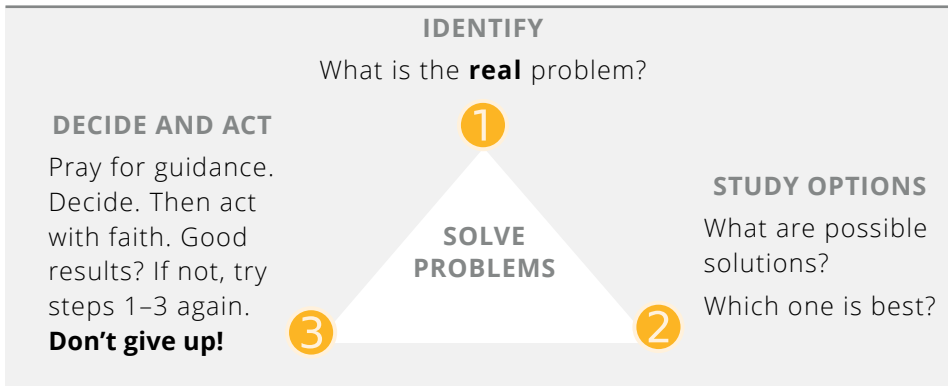 IDENTIFY
What is the real problem?
1
DECIDE AND ACT
Pray for guidance.
Decide. Then act
with faith. Good
results? If not, try
steps 1–3 again.
Don’t give up!
3
SOLVE
PROBLEMS
2
STUDY OPTIONS
What are possible
solutions?
Which one is best?